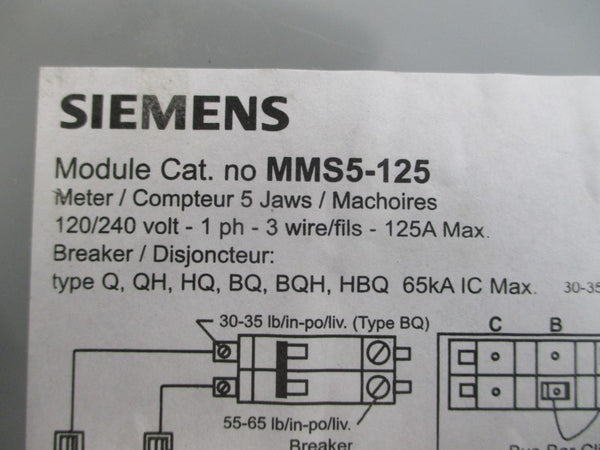 SIEMENS
Module Cat. no MMS5-125
Meter / Compteur 5 Jaws / Machoires
120/240 volt - 1 ph - 3 wire/fils - 125A Max.
Breaker / Disjoncteur:
type Q, QH, HQ, BQ, BQH, HBQ 65kA IC Max.
30-35 lb/in-po/liv. (Type BQ)
C B
55-65 lb/in-po/liv.
Breaker